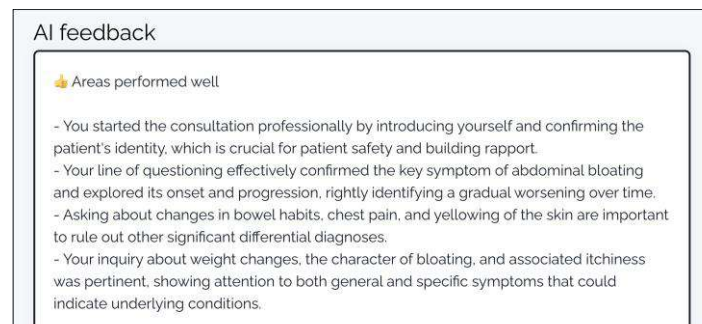 AI feedback
👍 Areas performed well
- You started the consultation professionally by introducing yourself and confirming the
patient's identity, which is crucial for patient safety and building rapport.
- Your line of questioning effectively confirmed the key symptom of abdominal bloating
and explored its onset and progression, rightly identifying a gradual worsening over time.
- Asking about changes in bowel habits, chest pain, and yellowing of the skin are important
to rule out other significant differential diagnoses.
- Your inquiry about weight changes, the character of bloating, and associated itchiness
was pertinent, showing attention to both general and specific symptoms that could
indicate underlying conditions.